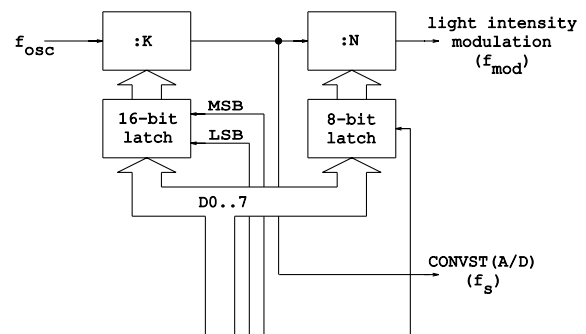 light intensity
modulation
(fmod)
fosc
:K
:N
16-bit
latch
MSB
LSB
8-bit
latch
D0..7
CONVST(A/D)
(fs)